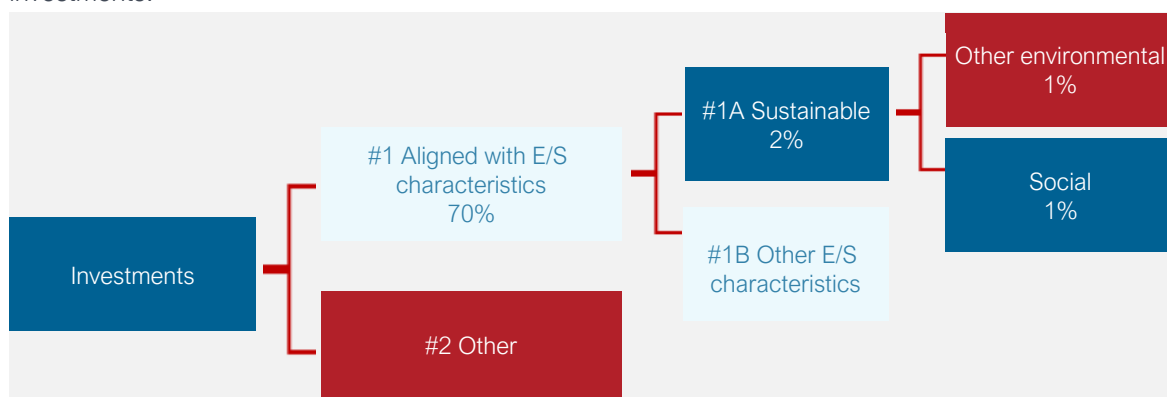 investments.
Investments
#1 Aligned with E/S
characteristics
70%
#2 Other
#1A Sustainable
2%
#1B Other E/S
characteristics
Other environmental
1%
Social
1%